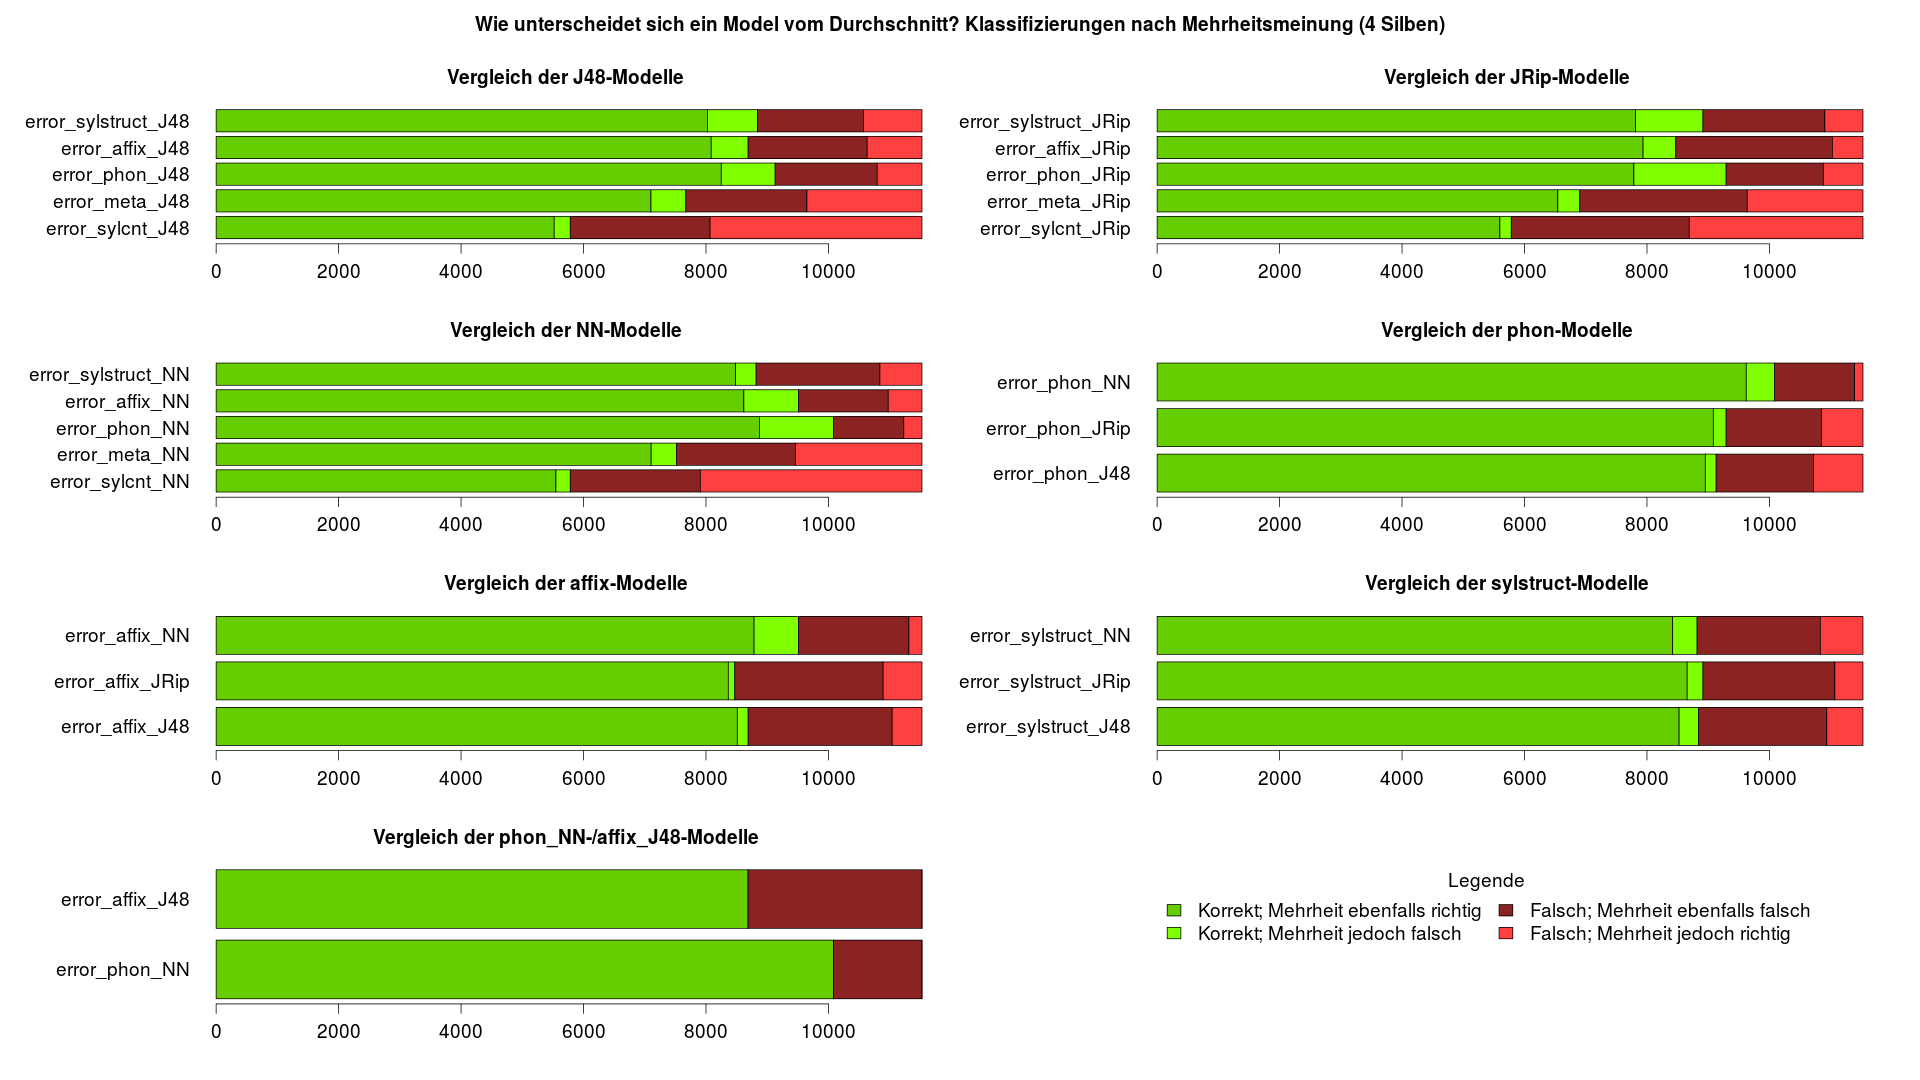 Wie unterscheidet sich ein Model vom Durchschnitt? Klassifizierungen nach Mehrheitsmeinung (4 Silben)
Vergleich der J48-Modelle
error_sylstruct_J48
error_affix_J48
error_phon_J48
error_meta_J48
error_sylcnt_J48
0 2000 4000 6000 8000 10000
Vergleich der JRip-Modelle
error_sylstruct_JRip
error_affix_JRip
error_phon_JRip
error_meta_JRip
error_sylcnt_JRip
0 2000 4000 6000 8000 10000
Vergleich der NN-Modelle
error_sylstruct_NN
error_affix_NN
error_phon_NN
error_meta_NN
error_sylcnt_NN
0 2000 4000 6000 8000 10000
Vergleich der phon-Modelle
error_phon_NN
error_phon_JRip
error_phon_J48
0 2000 4000 6000 8000 10000
Vergleich der affix-Modelle
error_affix_NN
error_affix_JRip
error_affix_J48
0 2000 4000 6000 8000 10000
Vergleich der sylstruct-Modelle
error_sylstruct_NN
error_sylstruct_JRip
error_sylstruct_J48
0 2000 4000 6000 8000 10000
Vergleich der phon_NN-/affix_J48-Modelle
error_affix_J48
error_phon_NN
0 2000 4000 6000 8000 10000
Legende
Korrekt; Mehrheit ebenfalls richtig Falsch; Mehrheit ebenfalls falsch
Korrekt; Mehrheit jedoch falsch Falsch; Mehrheit jedoch richtig